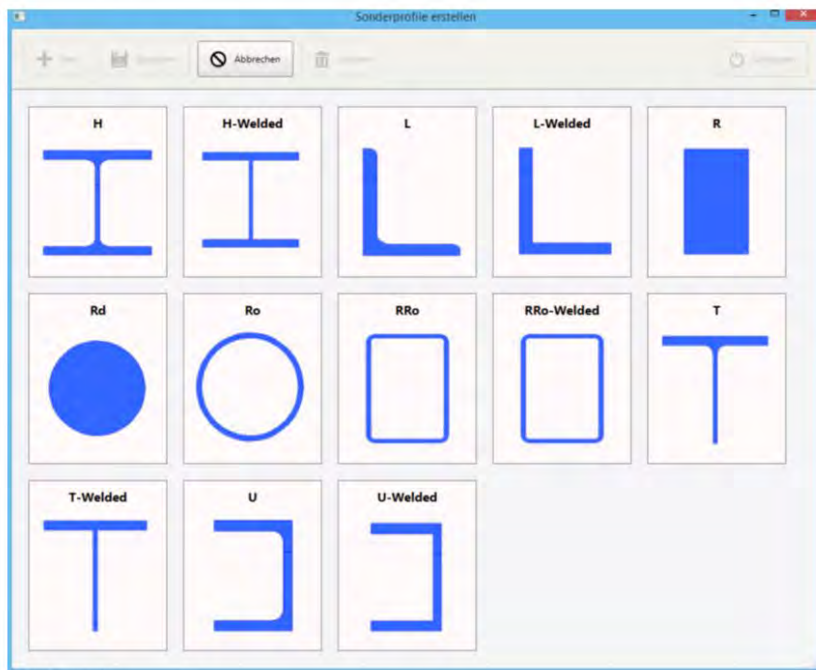 Sonderprofile erstellen
Abbrechen
H
H-Welded
L
L-Welded
R
Rd
Ro
RRo
RRo-Welded
T
T-Welded
U
U-Welded